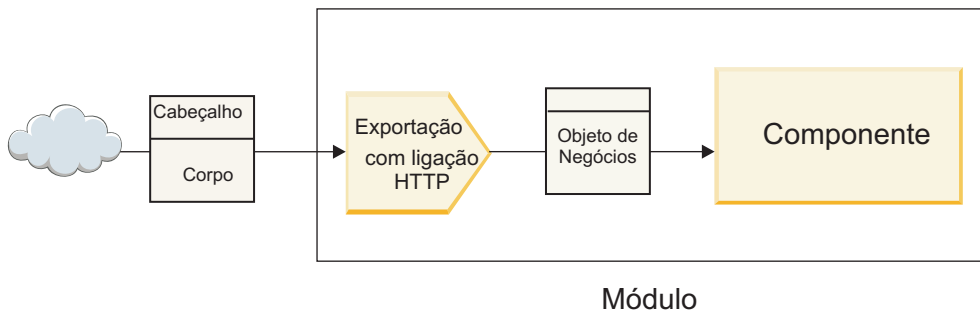 Cabeçalho
Corpo
Exportação
com ligação
HTTP
Objeto de
Negócios
Componente
Módulo